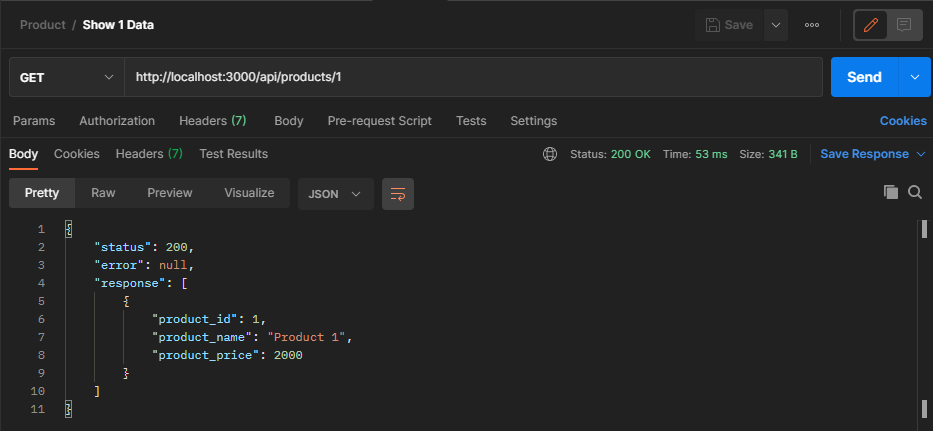 Product / Show 1 Data
Save
GET
http://localhost:3000/api/products/1
Send
Params Authorization Headers (7) Body Pre-request Script Tests Settings Cookies
Body Cookies Headers (7) Test Results Status: 200 OK Time: 53 ms Size: 341 B Save Response
Pretty Raw Preview Visualize JSON
1 {
2 "status": 200,
3 "error": null,
4 "response": [
5 {
6 "product_id": 1,
7 "product_name": "Product 1",
8 "product_price": 2000
9 }
10 ]
11 }